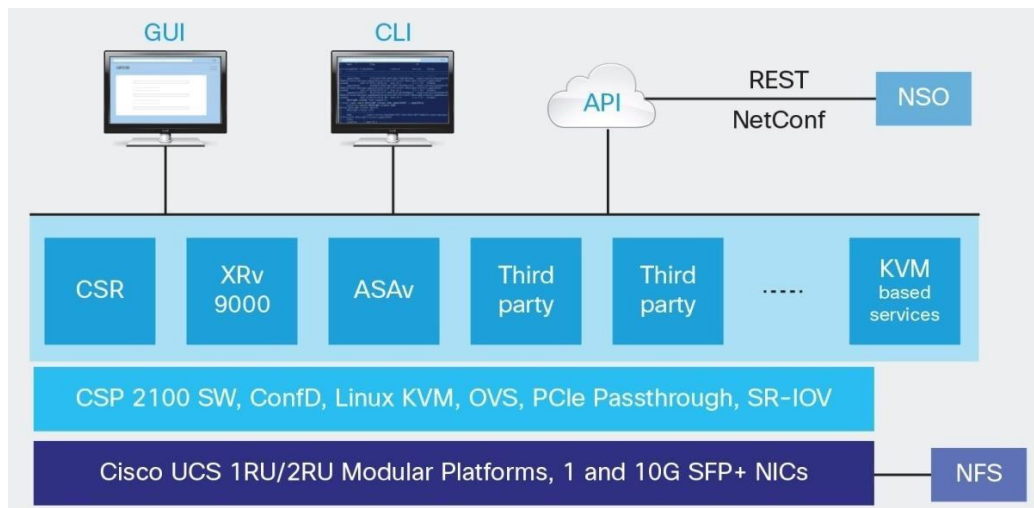 GUI
CLI
API
REST
NetConf
NSO
CSR
XRv
9000
ASAv
Third
party
Third
party
.....
KVM
based
services
CSP 2100 SW, ConfD, Linux KVM, OVS, PCIe Passthrough, SR-IOV
Cisco UCS 1RU/2RU Modular Platforms, 1 and 10G SFP+ NICs
NFS